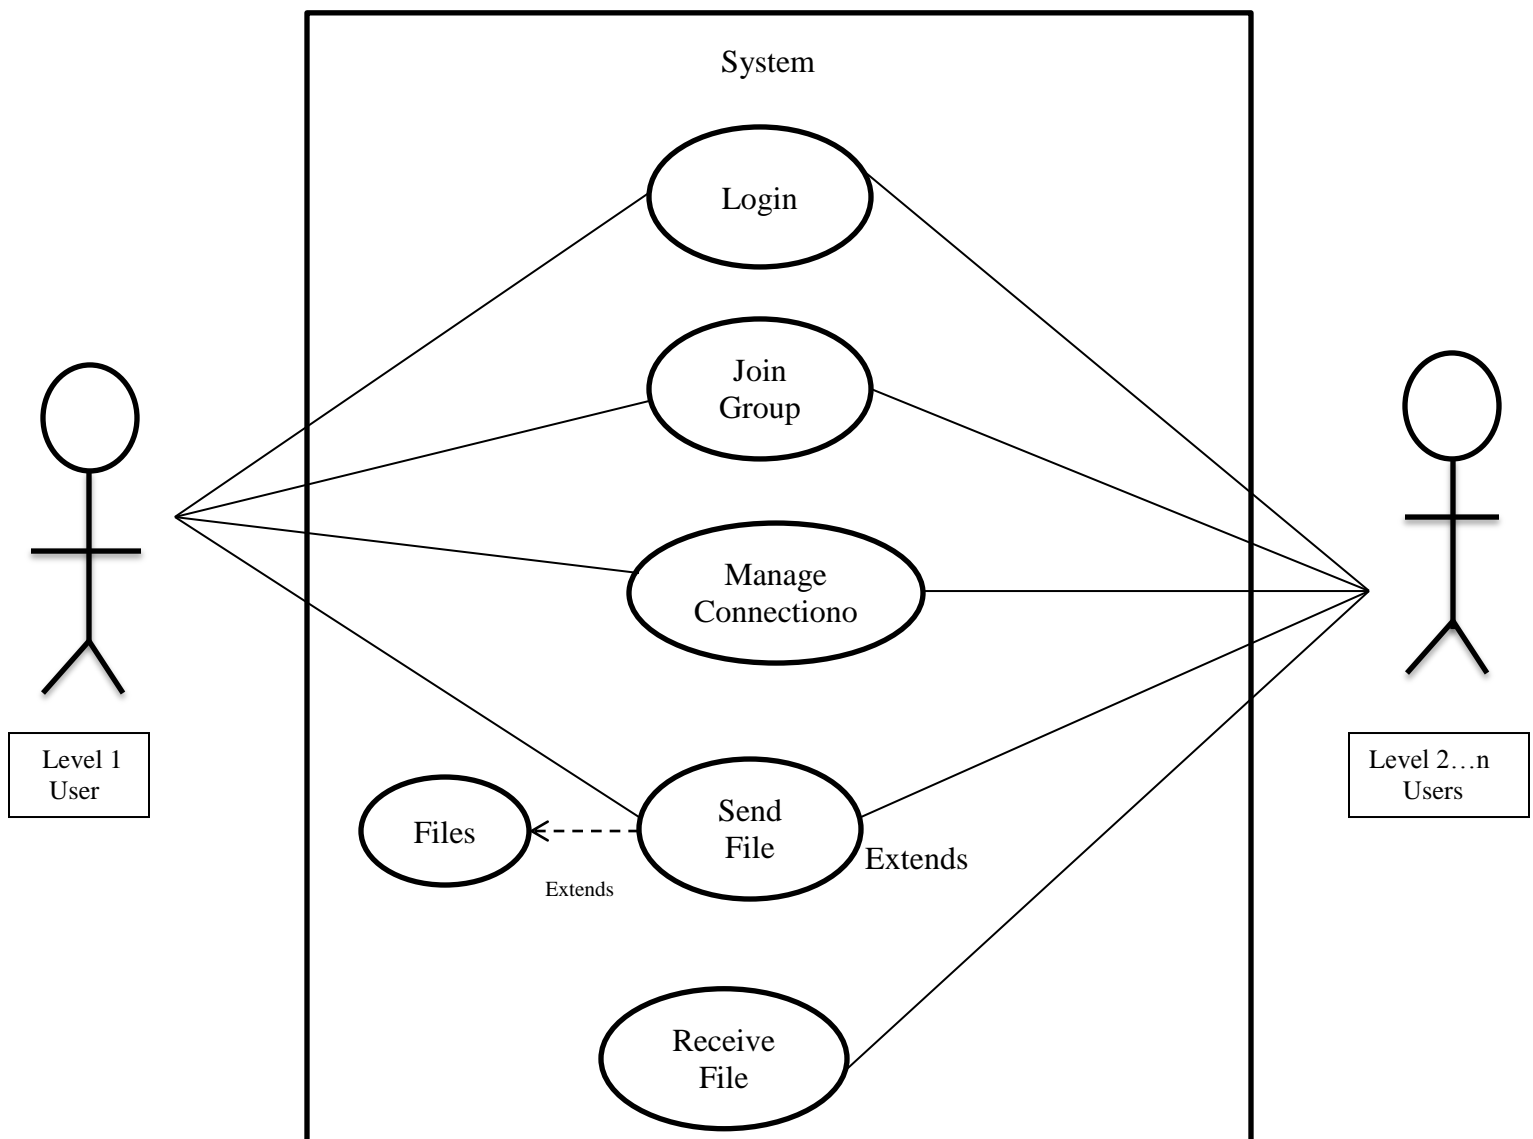 System
Login
Join
Group
Manage
Connectiono
Level 1
User
Level 2…n
Users
Files
Send
File
Extends
Extends
Receive
File